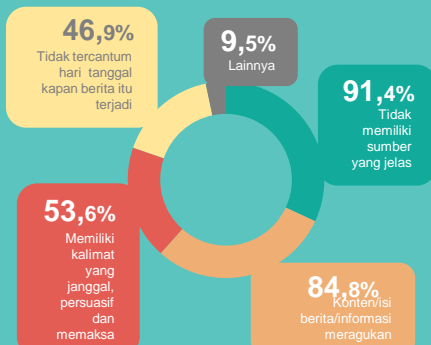 46,9%
Tidak tercantum
hari tanggal
kapan berita itu
terjadi
9,5%
Lainnya
91,4%
Tidak
memiliki
sumber
yang jelas
53,6%
Memiliki
kalimat
yang
janggal,
persuasif
dan
memaksa
84,8%
Konten/isi
berita/informasi
meragukan